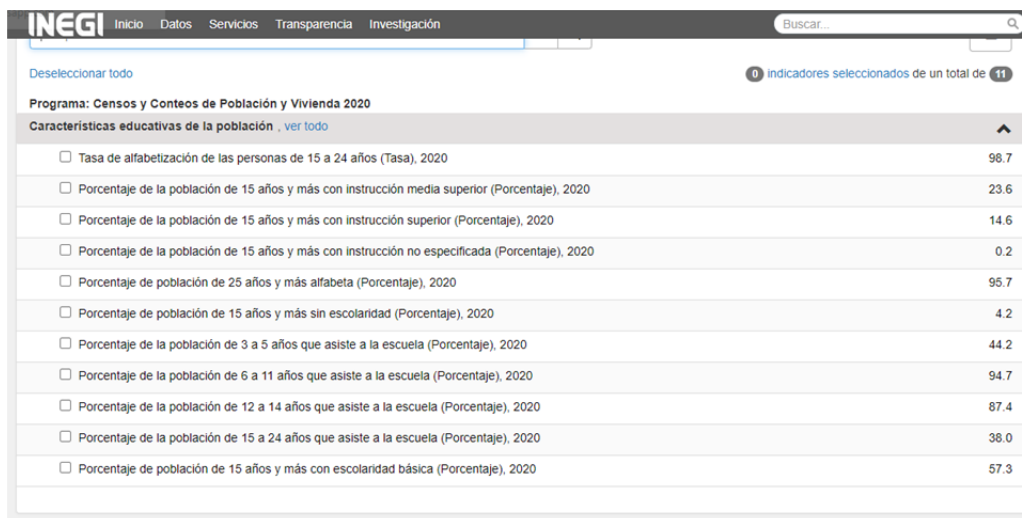 INEGI Inicio Datos Servicios Transparencia Investigación Buscar...
Deseleccionar todo 0 indicadores seleccionados de un total de 11
Programa: Censos y Conteos de Población y Vivienda 2020
Características educativas de la población , ver todo
Tasa de alfabetización de las personas de 15 a 24 años (Tasa), 2020 98.7
Porcentaje de la población de 15 años y más con instrucción media superior (Porcentaje), 2020 23.6
Porcentaje de la población de 15 años y más con instrucción superior (Porcentaje), 2020 14.6
Porcentaje de la población de 15 años y más con instrucción no especificada (Porcentaje), 2020 0.2
Porcentaje de población de 25 años y más alfabeta (Porcentaje), 2020 95.7
Porcentaje de población de 15 años y más sin escolaridad (Porcentaje), 2020 4.2
Porcentaje de la población de 3 a 5 años que asiste a la escuela (Porcentaje), 2020 44.2
Porcentaje de la población de 6 a 11 años que asiste a la escuela (Porcentaje), 2020 94.7
Porcentaje de la población de 12 a 14 años que asiste a la escuela (Porcentaje), 2020 87.4
Porcentaje de la población de 15 a 24 años que asiste a la escuela (Porcentaje), 2020 38.0
Porcentaje de población de 15 años y más con escolaridad básica (Porcentaje), 2020 57.3